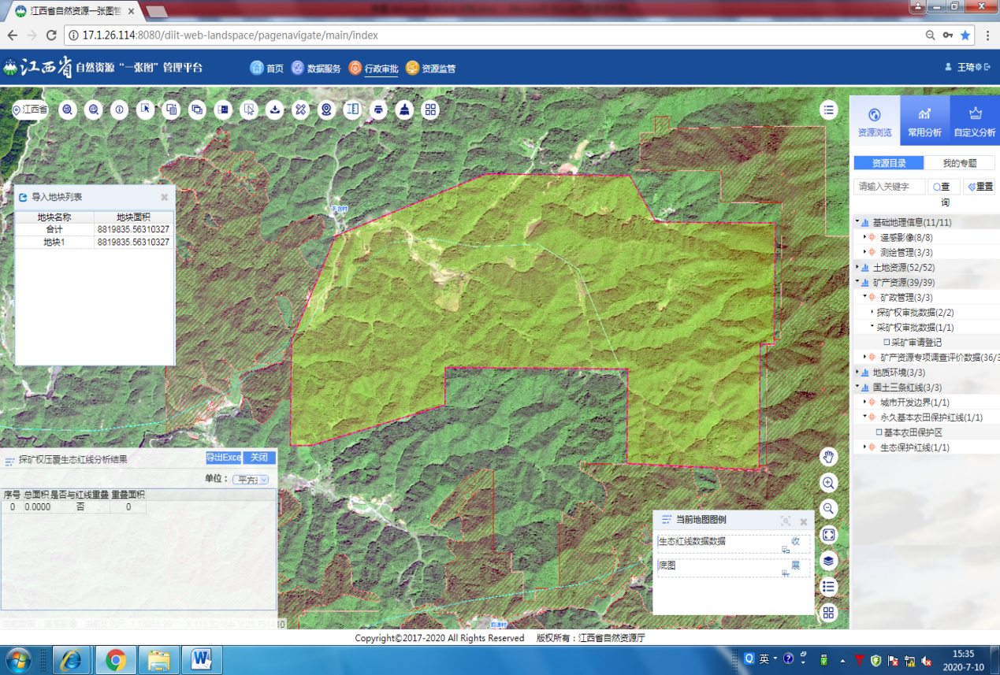 江西省自然资源一张图管
17.1.26.114:8080/diit-web-landspace/pagenavigate/main/index
江西省自然资源“一张图”管理平台
首页 数据服务 行政审批 资源监管
王琦
江西省
资源浏览 常用分析 自定义分析
资源目录 我的专题
请输入关键字 查询 重置
基础地理信息(11/11)
遥感影像(8/8)
测绘管理(3/3)
土地资源(52/52)
矿产资源(39/39)
矿政管理(3/3)
探矿权审批数据(2/2)
采矿权审批数据(1/1)
采矿审请登记
矿产资源专项调查评价数据(36/3
地质环境(3/3)
国土三条红线(3/3)
城市开发边界(1/1)
永久基本农田保护红线(1/1)
基本农田保护区
生态保护红线(1/1)
导入地块列表
地块名称 地块面积
合计 8819835.56310327
地块1 8819835.56310327
探矿权压覆生态红线分析结果 导出Exce 关闭
单位：
序号 总面积 是否与红线重叠 重叠面积
0 0.0000 否 0
当前地图图例
生态红线数据数据 收
底图 展
Copyright©2017-2020 All Rights Reserved 版权所有：江西省自然资源厅
英
15:35
2020-7-10